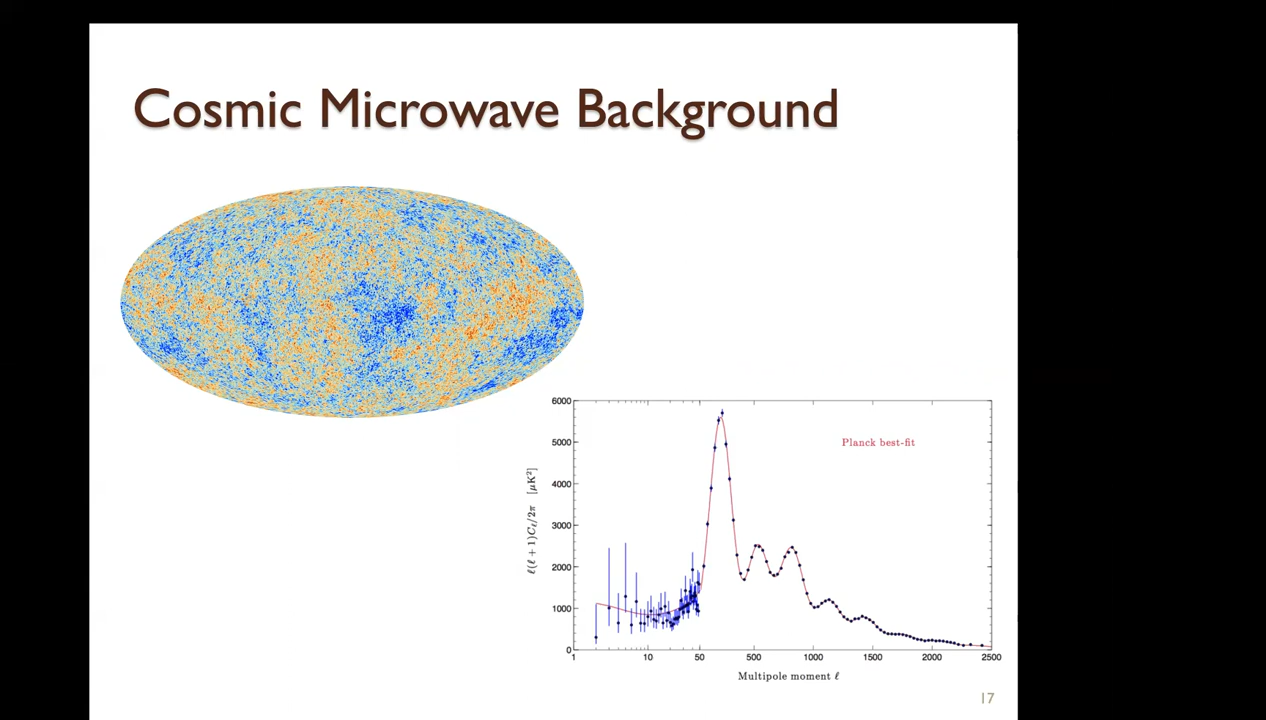 Cosmic Microwave Background
6000
5000
4000
3000
2000
1000
0
ℓ(ℓ + 1)Cℓ/2π [μK²]
Planck best-fit
1 10 50 500 1000 1500 2000 2500
Multipole moment ℓ
17